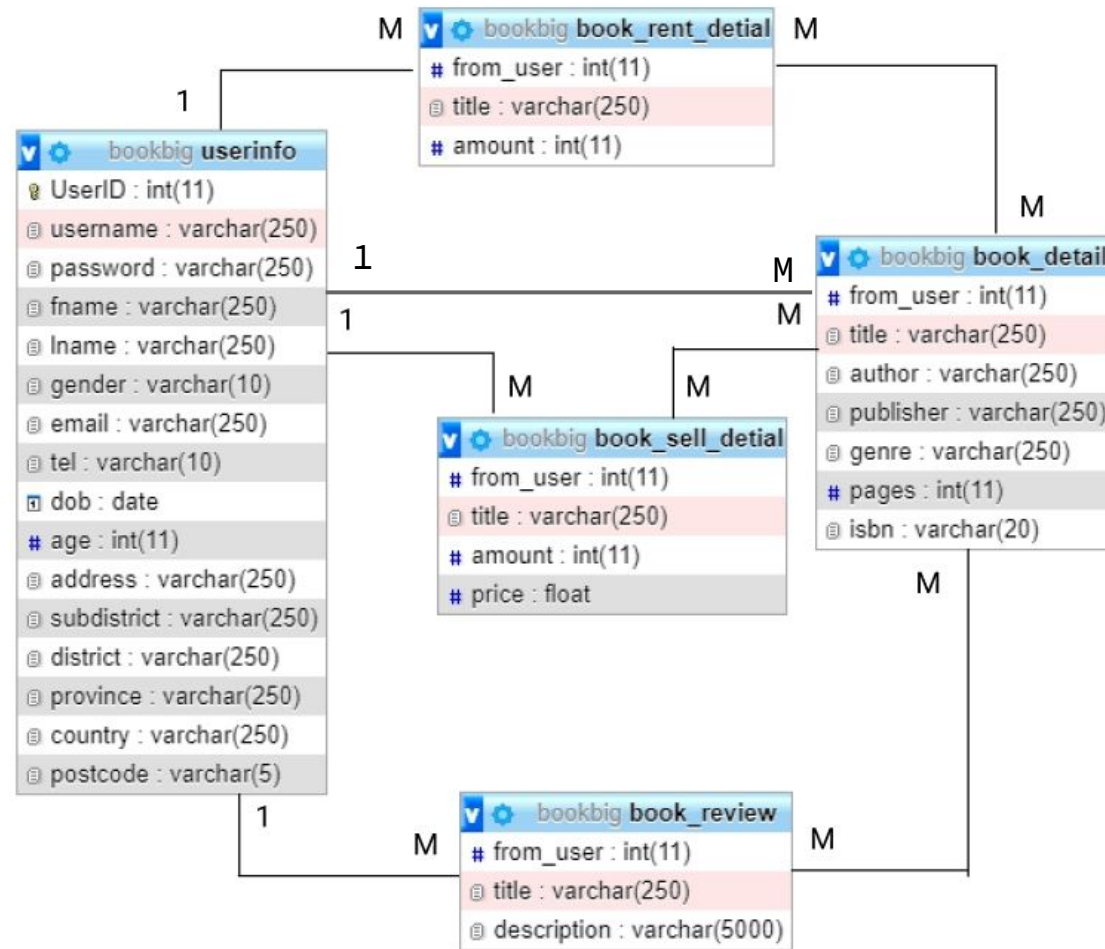 M
bookbig book_rent_detial
M
# from_user : int(11)
title : varchar(250)
# amount : int(11)
1
bookbig userinfo
UserID : int(11)
username : varchar(250)
password : varchar(250)
fname : varchar(250)
lname : varchar(250)
gender : varchar(10)
email : varchar(250)
tel : varchar(10)
dob : date
# age : int(11)
address : varchar(250)
subdistrict : varchar(250)
district : varchar(250)
province : varchar(250)
country : varchar(250)
postcode : varchar(5)
M
bookbig book_detail
# from_user : int(11)
title : varchar(250)
author : varchar(250)
publisher : varchar(250)
genre : varchar(250)
# pages : int(11)
isbn : varchar(20)
1
M
1
M
M
M
bookbig book_sell_detial
# from_user : int(11)
title : varchar(250)
amount : int(11)
# price : float
M
1
M
M
bookbig book_review
# from_user : int(11)
title : varchar(250)
description : varchar(5000)